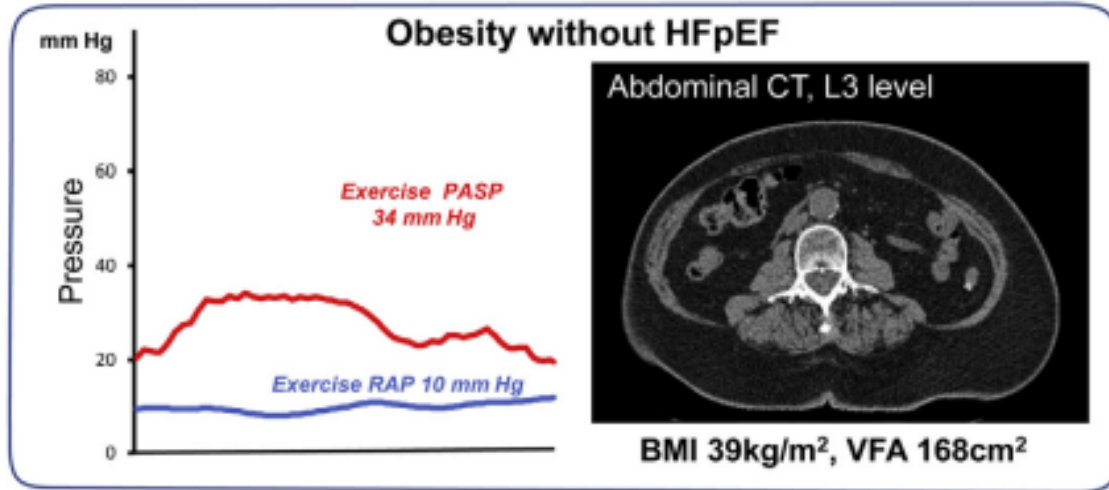 Obesity without HFpEF
mm Hg
80
60
40
20
0
Pressure
Exercise PASP
34 mm Hg
Exercise RAP 10 mm Hg
Abdominal CT, L3 level
BMI 39kg/m², VFA 168cm²